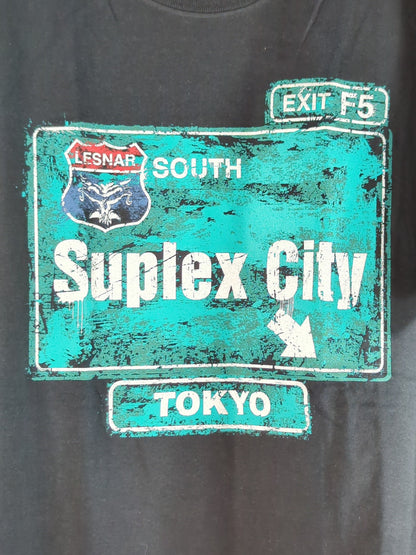 EXIT F5
LESNAR
SOUTH
Suplex City
TOKYO